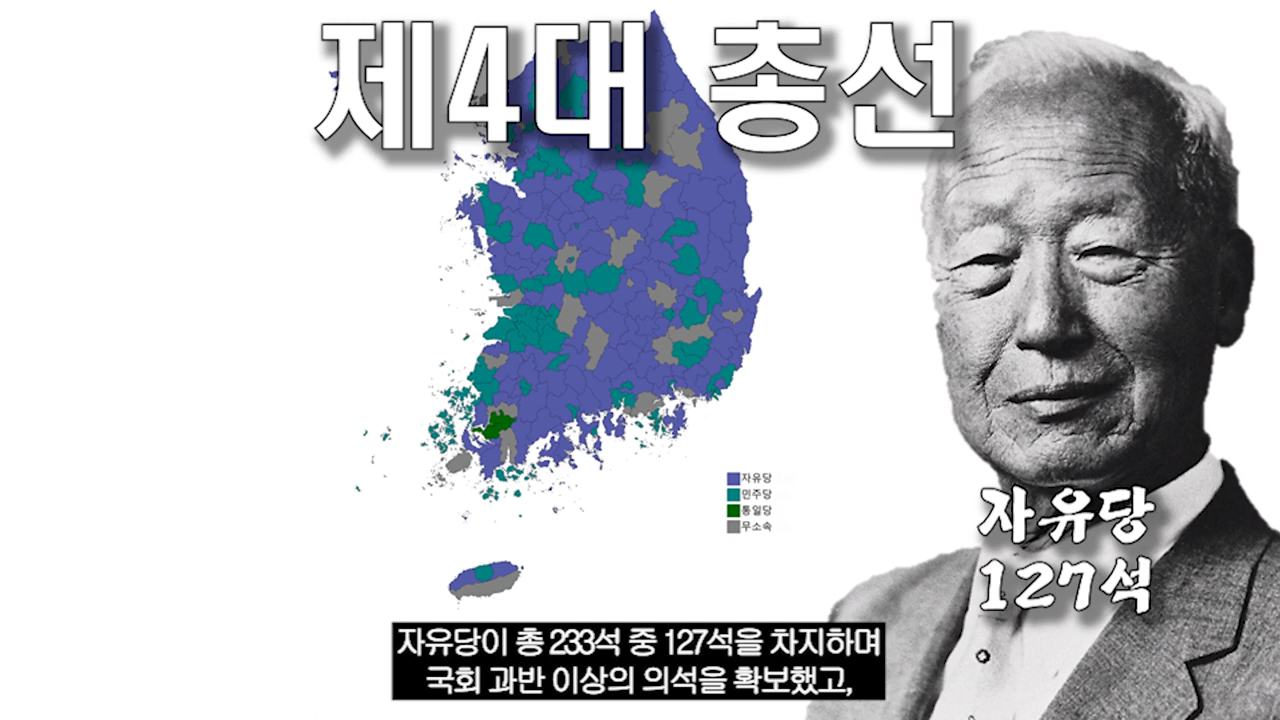 제4대 총선
자유당
민주당
통일당
무소속
자유당
127석
자유당이 총 233석 중 127석을 차지하며
국회 과반 이상의 의석을 확보했고,